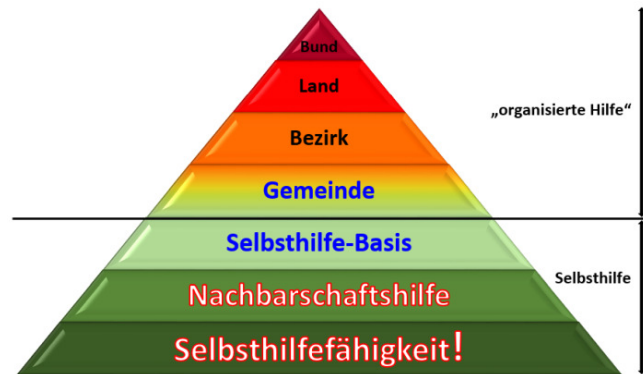 Bund
Land
„organisierte Hilfe“
Bezirk
Gemeinde
Selbsthilfe-Basis
Selbsthilfe
Nachbarschaftshilfe
Selbsthilfefähigkeit!